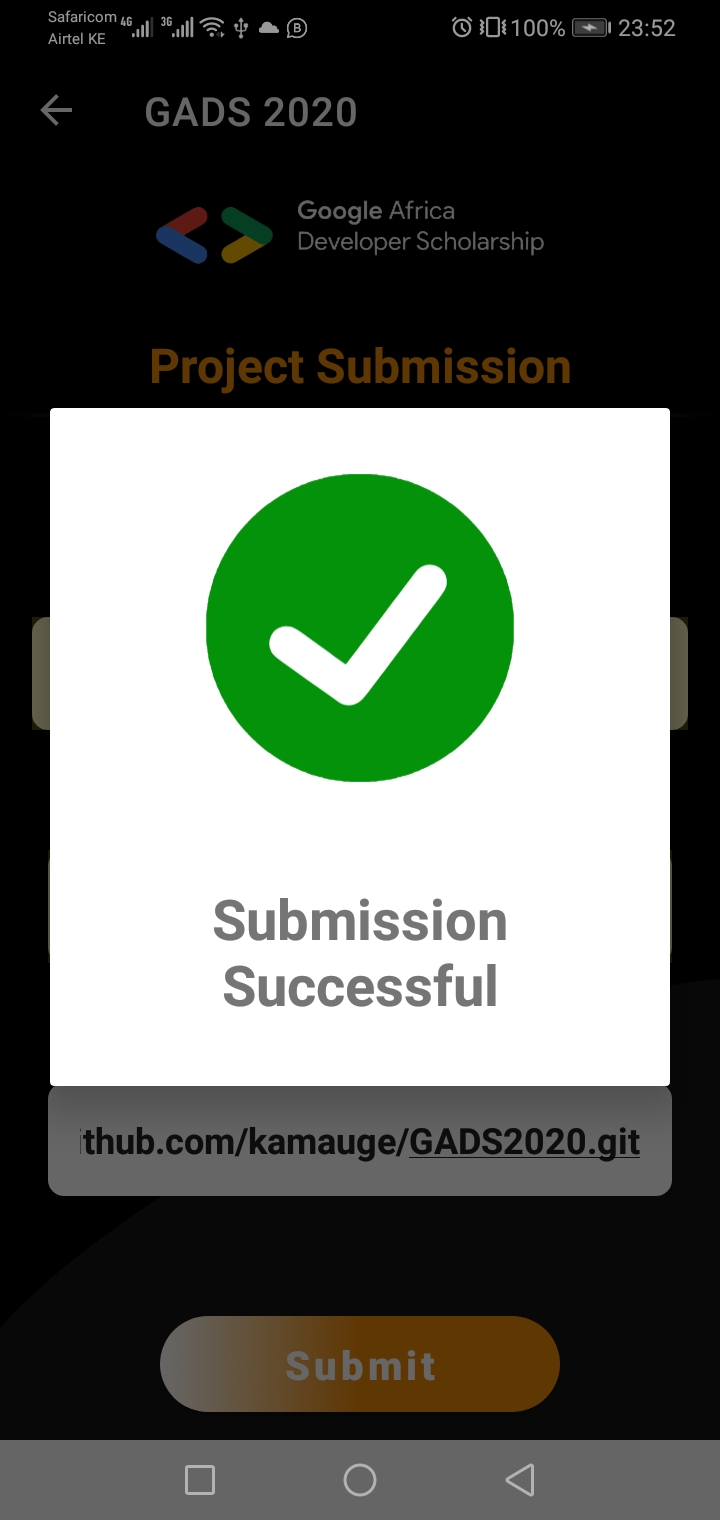 Safaricom 4G 3G 100% 23:52
Airtel KE
GADS 2020
Google Africa
Developer Scholarship
Project Submission
Submission
Successful
thub.com/kamauge/GADS2020.git
Submit